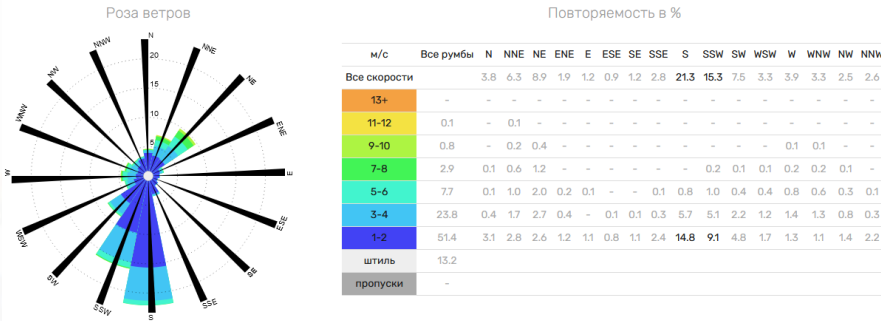 Роза ветров
N
NNE
NE
ENE
E
ESE
SE
SSE
S
SSW
SW
WSW
W
WNW
NW
NNW
20
15
10
5
Повторяемость в %
м/с Все румбы N NNE NE ENE E ESE SE SSE S SSW SW WSW W WNW NW NNW
Все скорости 3.8 6.3 8.9 1.9 1.2 0.9 1.2 2.8 21.3 15.3 7.5 3.3 3.9 3.3 2.5 2.6
13+ - - - - - - - - - - - - - - - - -
11-12 0.1 - 0.1 - - - - - - - - - - - - - -
9-10 0.8 - 0.2 0.4 - - - - - - - - - 0.1 0.1 - -
7-8 2.9 0.1 0.6 1.2 - - - - - - 0.2 0.1 0.1 0.2 0.2 0.1 -
5-6 7.7 0.1 1.0 2.0 0.2 0.1 - - 0.1 0.8 1.0 0.4 0.4 0.8 0.6 0.3 0.1
3-4 23.8 0.4 1.7 2.7 0.4 - 0.1 0.1 0.3 5.7 5.1 2.2 1.2 1.4 1.3 0.8 0.3
1-2 51.4 3.1 2.8 2.6 1.2 1.1 0.8 1.1 2.4 14.8 9.1 4.8 1.7 1.3 1.1 1.4 2.2
штиль 13.2
пропуски -